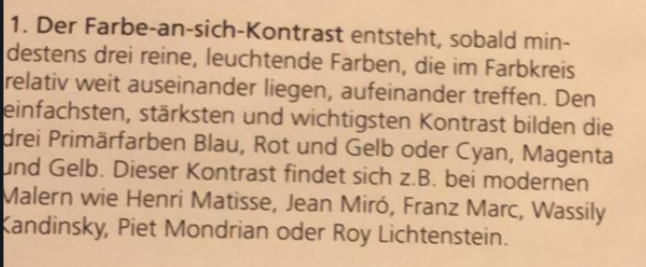 1. Der Farbe-an-sich-Kontrast entsteht, sobald min-
destens drei reine, leuchtende Farben, die im Farbkreis
relativ weit auseinander liegen, aufeinander treffen. Den
einfachsten, stärksten und wichtigsten Kontrast bilden die
drei Primärfarben Blau, Rot und Gelb oder Cyan, Magenta
und Gelb. Dieser Kontrast findet sich z.B. bei modernen
Malern wie Henri Matisse, Jean Miró, Franz Marc, Wassily
Kandinsky, Piet Mondrian oder Roy Lichtenstein.